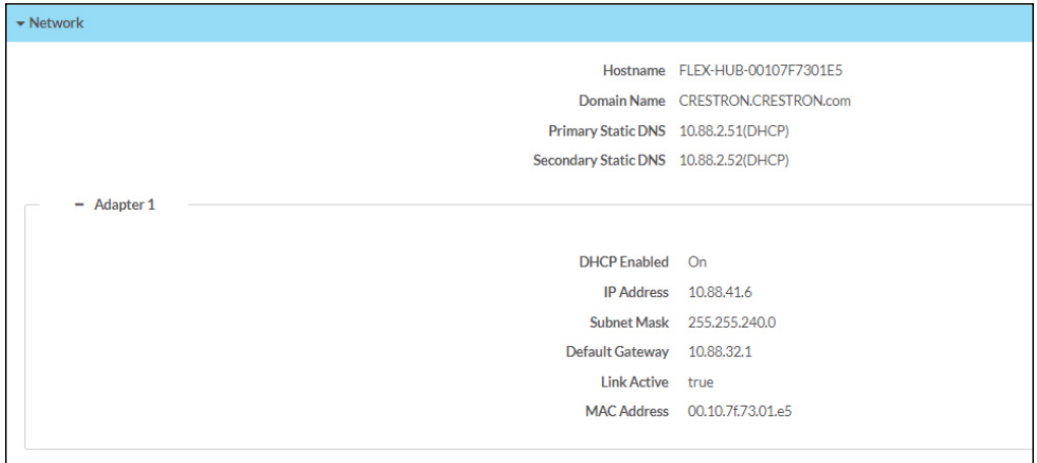 Network
Hostname FLEX-HUB-00107F7301E5
Domain Name CRESTRON.CRESTRON.com
Primary Static DNS 10.88.2.51(DHCP)
Secondary Static DNS 10.88.2.52(DHCP)
− Adapter 1
DHCP Enabled On
IP Address 10.88.41.6
Subnet Mask 255.255.240.0
Default Gateway 10.88.32.1
Link Active true
MAC Address 00.10.7f.73.01.e5